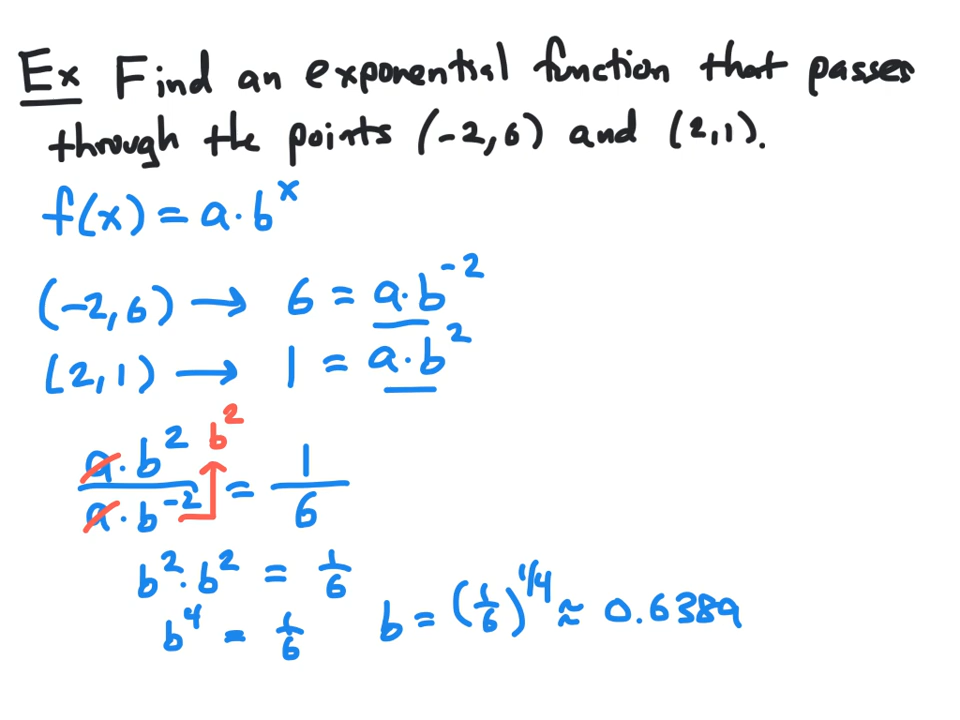 Ex Find an exponential function that passes
through the points (-2,6) and (2,1).
f(x) = a·b^x
(-2,6) → 6 = a·b^-2
(2,1) → 1 = a·b^2
a·b^2 / a·b^-2 b^2 = 1/6
b^2·b^2 = 1/6
b^4 = 1/6 b = (1/6)^1/4 ≈ 0.6389